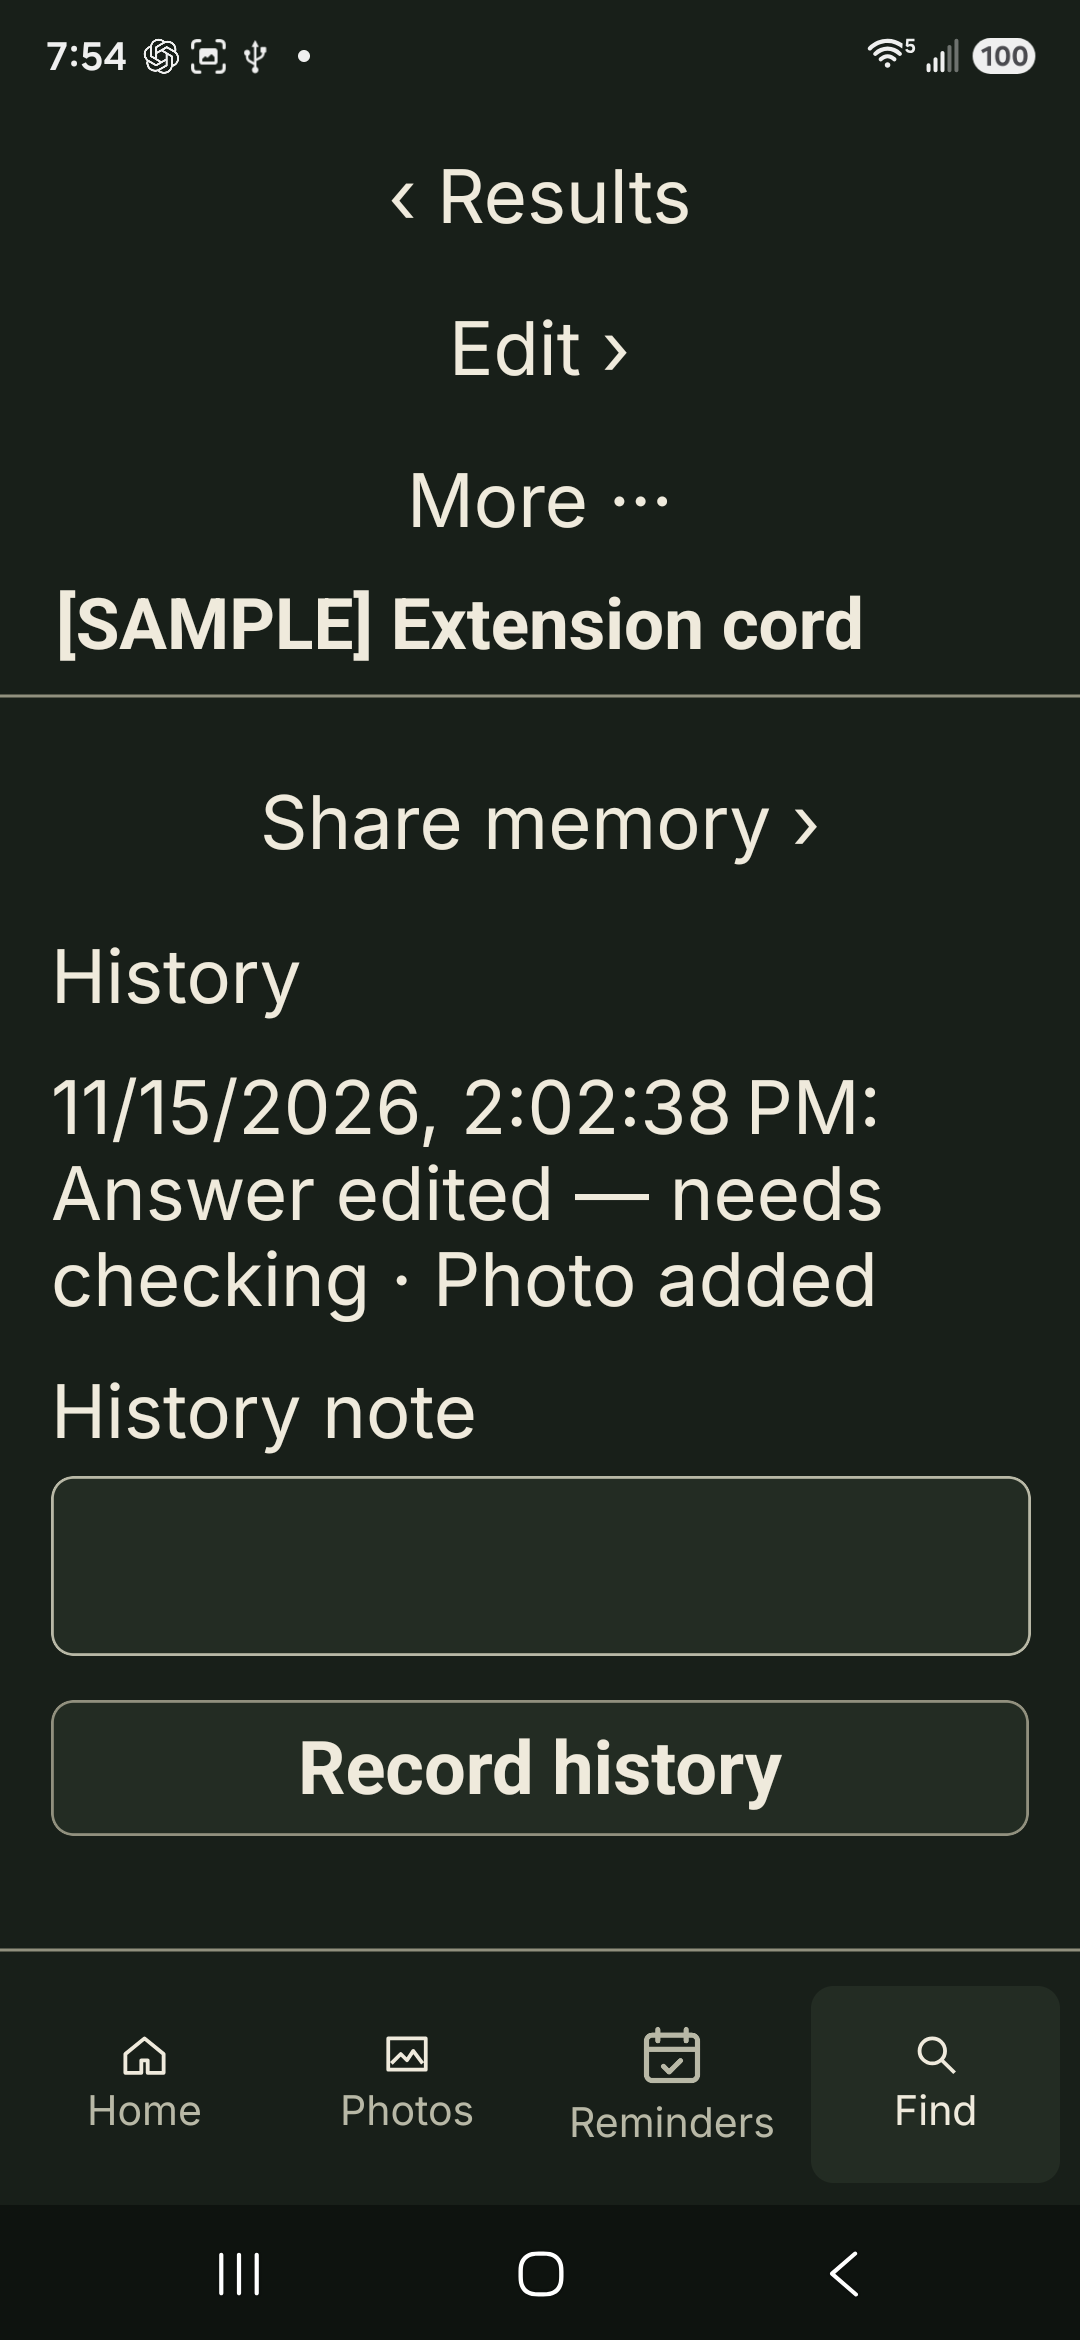 7:54
5
100
‹ Results
Edit ›
More ···
[SAMPLE] Extension cord
Share memory ›
History
11/15/2026, 2:02:38 PM:
Answer edited — needs
checking · Photo added
History note
Record history
Home
Photos
Reminders
Find